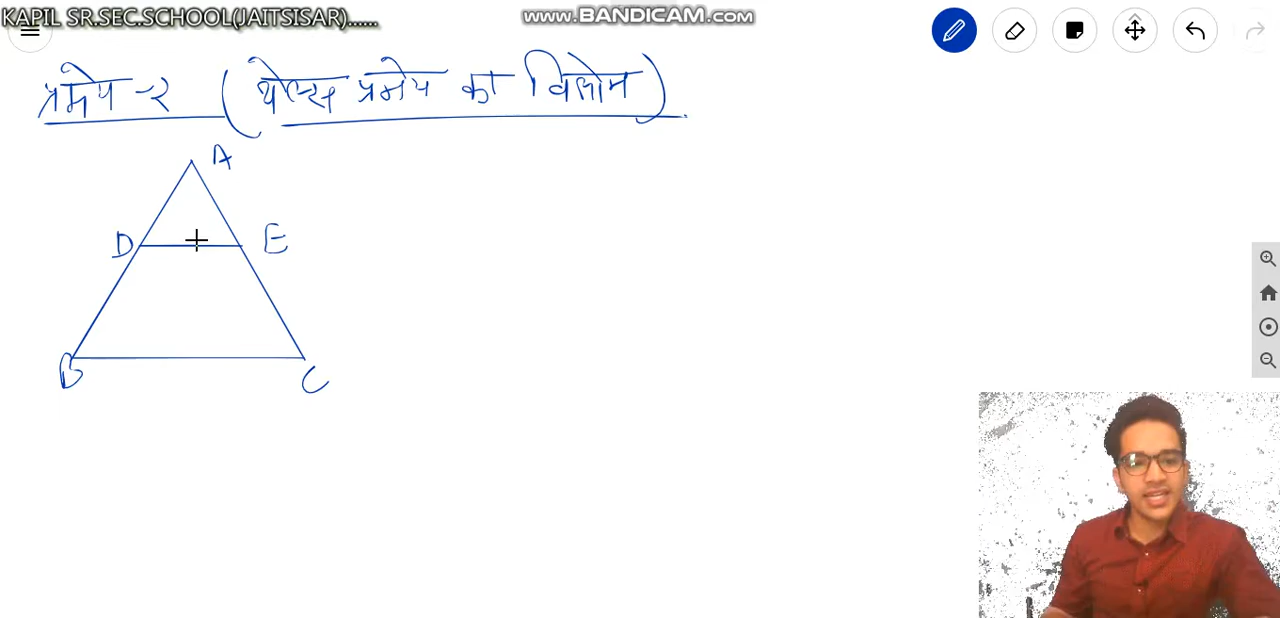 KAPIL SR.SEC.SCHOOL(JAITSISAR)......
www.BANDICAM.com
प्रमेय -२ (थेल्स प्रमेय का विलोम)
A
D E
B C